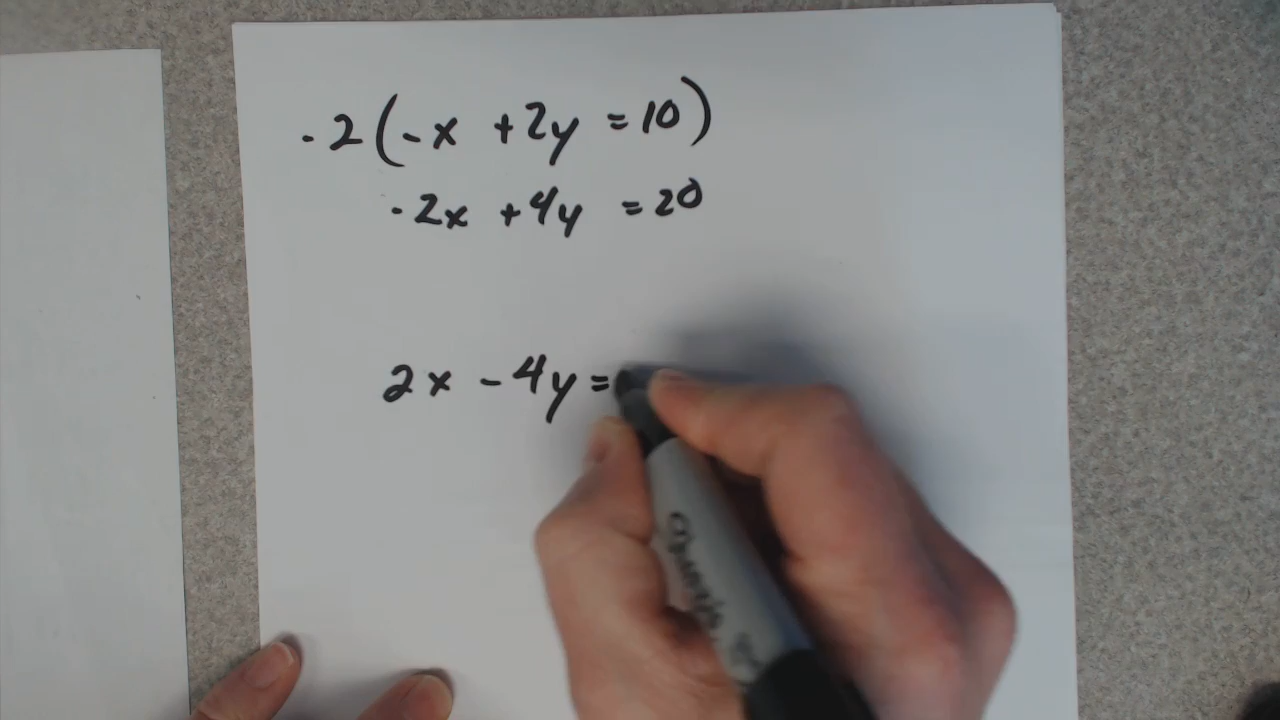 -2(-x +2y =10)
-2x +4y =20
2x -4y =